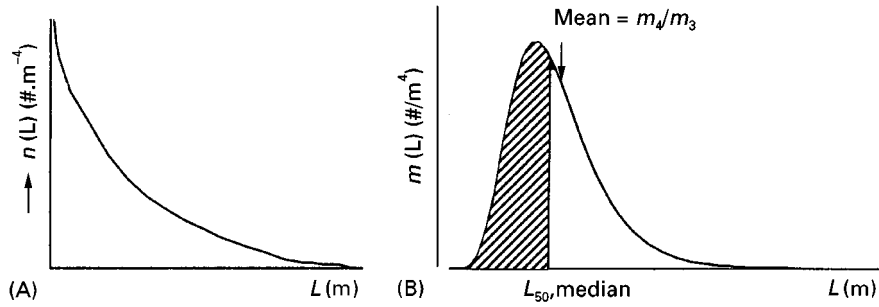 n (L) (#.m-4)
L (m)
(A)
Mean = m4/m3
m (L) (#/m4)
L50, median
L (m)
(B)